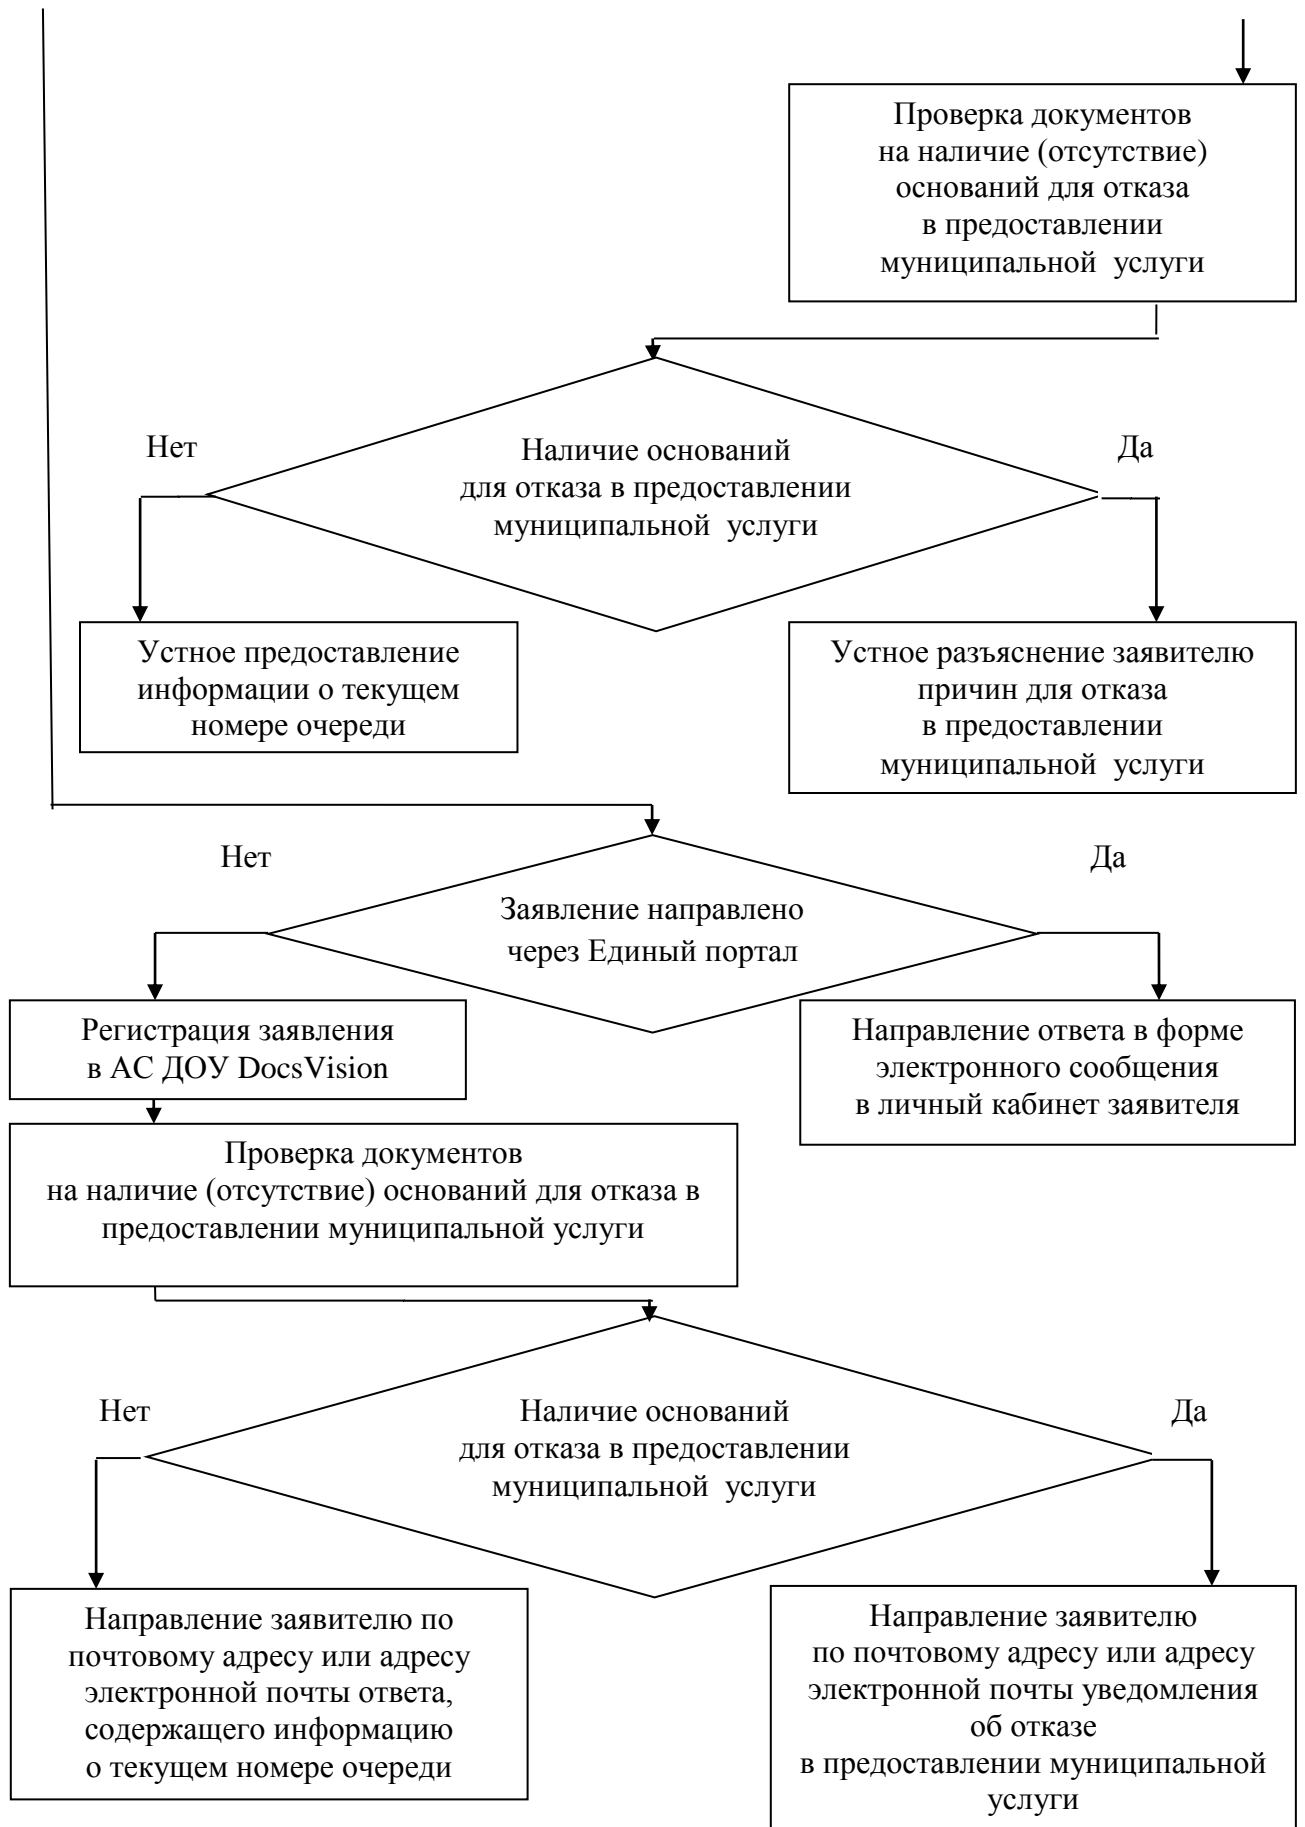 Проверка документов
на наличие (отсутствие)
оснований для отказа
в предоставлении
муниципальной услуги
Нет
Да
Наличие оснований
для отказа в предоставлении
муниципальной услуги
Устное предоставление
информации о текущем
номере очереди
Устное разъяснение заявителю
причин для отказа
в предоставлении
муниципальной услуги
Нет
Да
Заявление направлено
через Единый портал
Регистрация заявления
в АС ДОУ DocsVision
Направление ответа в форме
электронного сообщения
в личный кабинет заявителя
Проверка документов
на наличие (отсутствие) оснований для отказа в
предоставлении муниципальной услуги
Нет
Да
Наличие оснований
для отказа в предоставлении
муниципальной услуги
Направление заявителю по
почтовому адресу или адресу
электронной почты ответа,
содержащего информацию
о текущем номере очереди
Направление заявителю
по почтовому адресу или адресу
электронной почты уведомления
об отказе
в предоставлении муниципальной
услуги